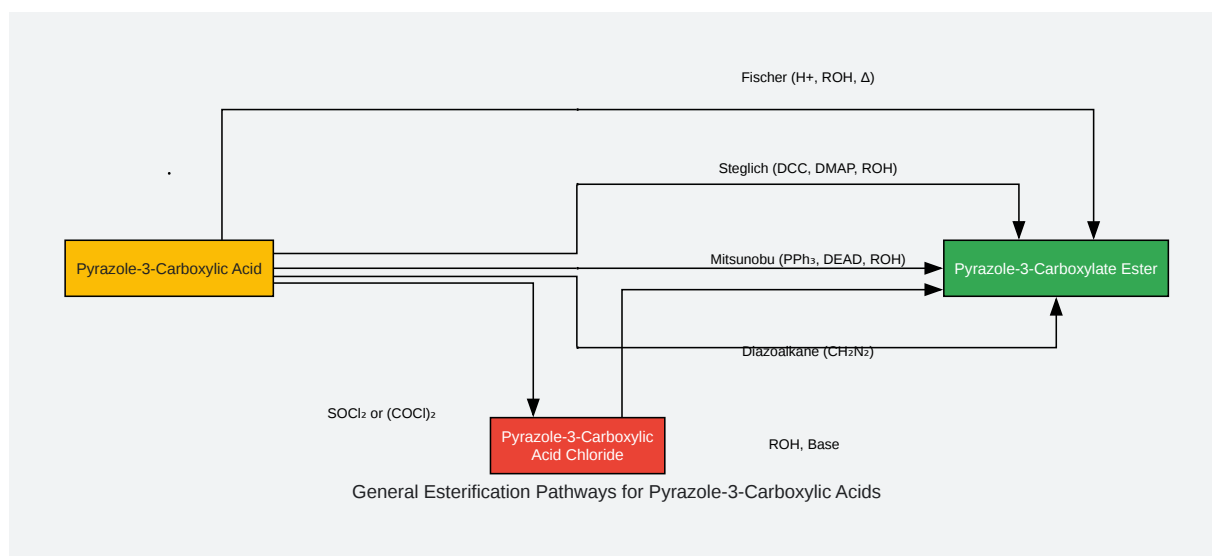 Fischer (H+, ROH, Δ)
Steglich (DCC, DMAP, ROH)
Pyrazole-3-Carboxylic Acid
Mitsunobu (PPh₃, DEAD, ROH)
Pyrazole-3-Carboxylate Ester
Diazoalkane (CH₂N₂)
SOCl₂ or (COCl)₂
Pyrazole-3-Carboxylic
Acid Chloride
ROH, Base
General Esterification Pathways for Pyrazole-3-Carboxylic Acids